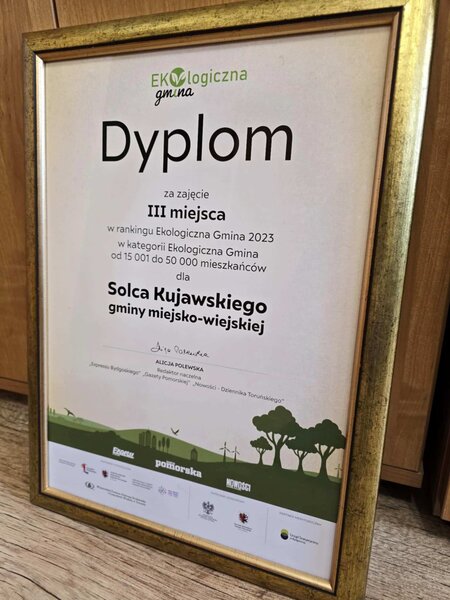 EKOlogiczna
gmina
Dyplom
za zajęcie
III miejsca
w rankingu Ekologiczna Gmina 2023
w kategorii Ekologiczna Gmina
od 15 001 do 50 000 mieszkańców
dla
Solca Kujawskiego
gminy miejsko-wiejskiej
ALICJA POLEWSKA
Redaktor naczelna
„Expressu Bydgoskiego" „Gazety Pomorskiej" „Nowości - Dziennika Toruńskiego"
Express
pomorska
NOWOŚCI